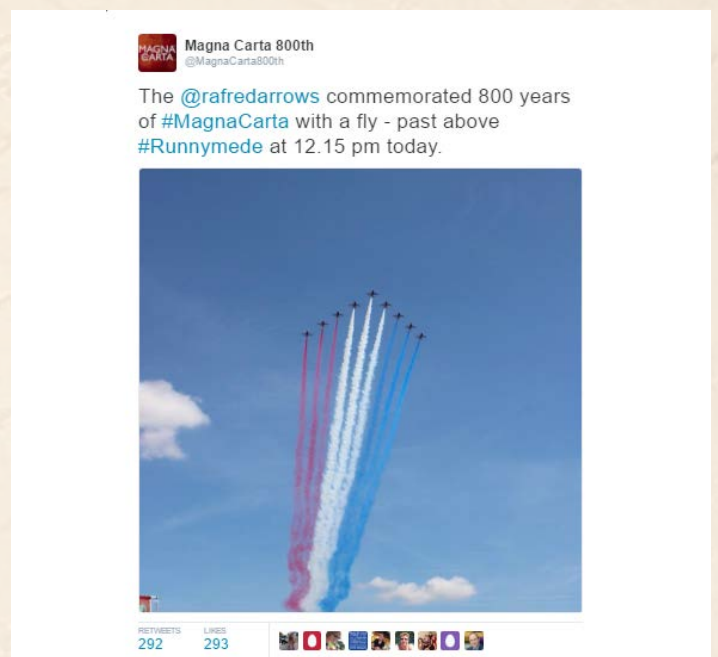 MAGNA
CARTA
Magna Carta 800th
@MagnaCarta800th
The @rafredarrows commemorated 800 years
of #MagnaCarta with a fly - past above
#Runnymede at 12.15 pm today.
RETWEETS LIKES
292 293